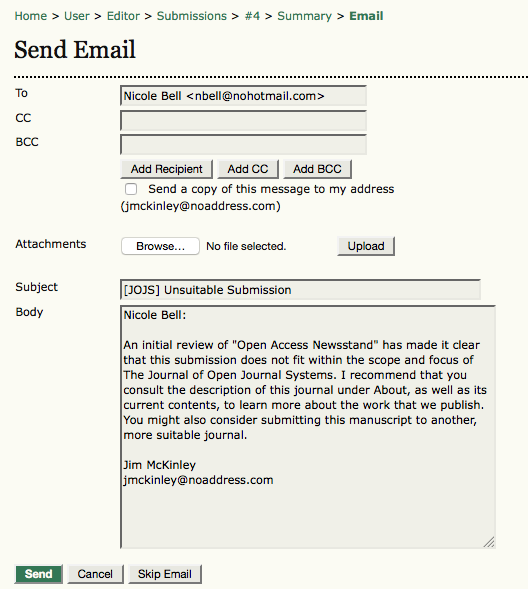 Home > User > Editor > Submissions > #4 > Summary > Email
Send Email
To
Nicole Bell <nbell@nohotmail.com>
CC
BCC
Add Recipient Add CC Add BCC
Send a copy of this message to my address
(jmckinley@noaddress.com)
Attachments
Browse... No file selected. Upload
Subject
[JOJS] Unsuitable Submission
Body
Nicole Bell:
An initial review of "Open Access Newsstand" has made it clear
that this submission does not fit within the scope and focus of
The Journal of Open Journal Systems. I recommend that you
consult the description of this journal under About, as well as its
current contents, to learn more about the work that we publish.
You might also consider submitting this manuscript to another,
more suitable journal.
Jim McKinley
jmckinley@noaddress.com
Send Cancel Skip Email